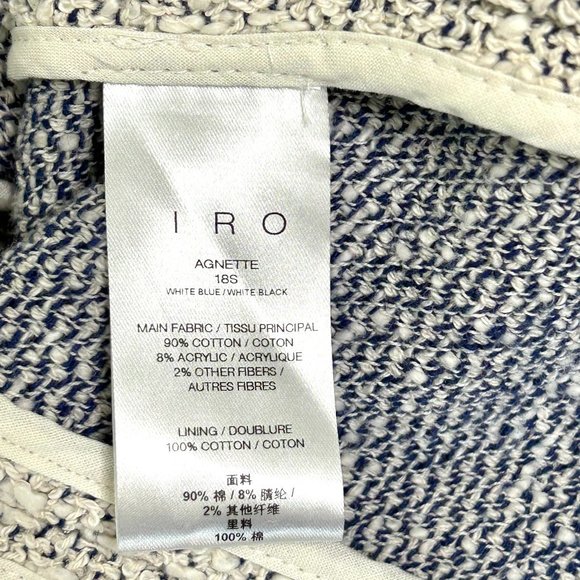 IRO
AGNETTE
18S
WHITE BLUE / WHITE BLACK
MAIN FABRIC / TISSU PRINCIPAL
90% COTTON / COTON
8% ACRYLIC / ACRYLIQUE
2% OTHER FIBERS /
AUTRES FIBRES
LINING / DOUBLURE
100% COTTON / COTON
面料
90% 棉 / 8% 腈纶 /
2% 其他纤维
里料
100% 棉